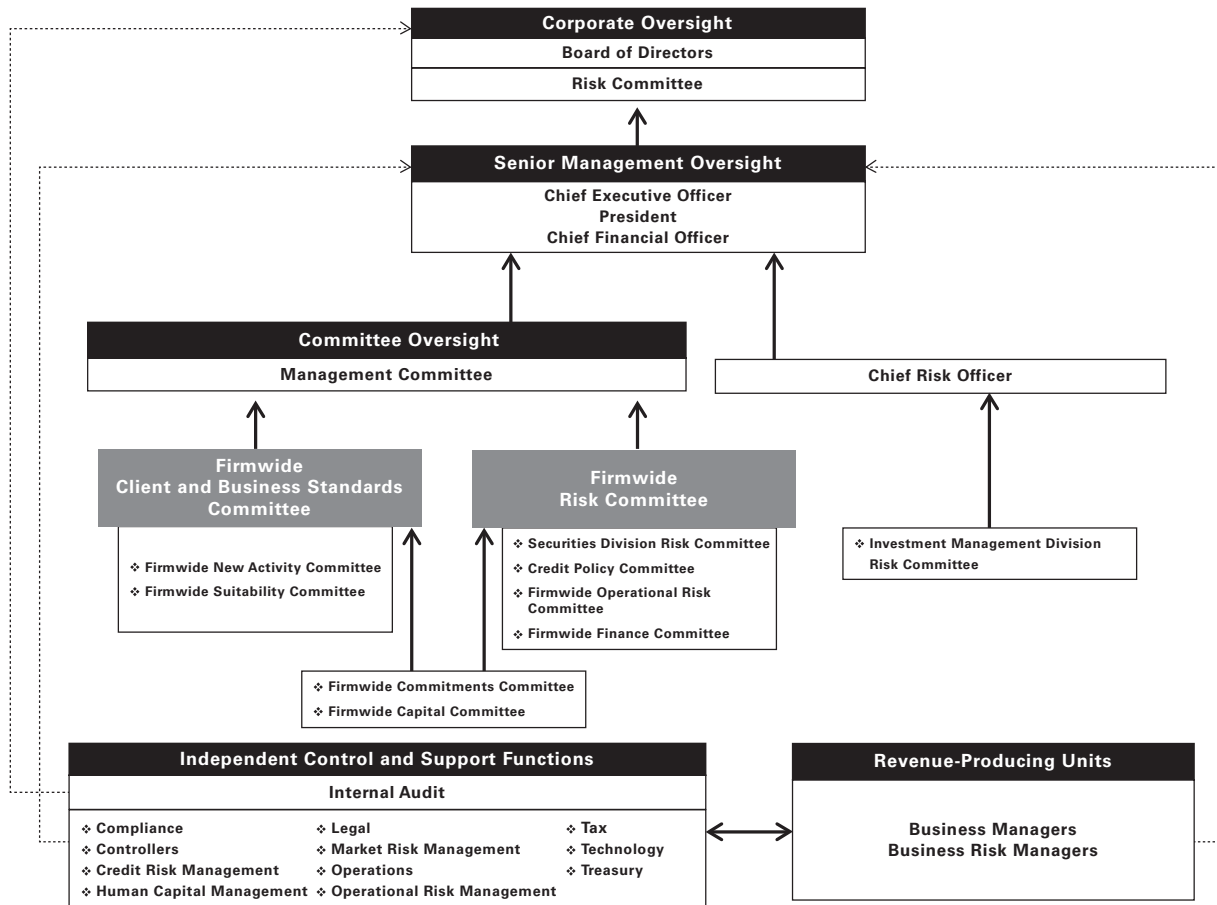 Corporate Oversight
Board of Directors
Risk Committee
Senior Management Oversight
Chief Executive Officer
President
Chief Financial Officer
Committee Oversight
Management Committee
Chief Risk Officer
Firmwide
Client and Business Standards
Committee
Firmwide
Risk Committee
❖ Firmwide New Activity Committee
❖ Firmwide Suitability Committee
❖ Securities Division Risk Committee
❖ Credit Policy Committee
❖ Firmwide Operational Risk
Committee
❖ Firmwide Finance Committee
❖ Investment Management Division
Risk Committee
❖ Firmwide Commitments Committee
❖ Firmwide Capital Committee
Independent Control and Support Functions
Internal Audit
❖ Compliance
❖ Controllers
❖ Credit Risk Management
❖ Human Capital Management
❖ Legal
❖ Market Risk Management
❖ Operations
❖ Operational Risk Management
❖ Tax
❖ Technology
❖ Treasury
Revenue-Producing Units
Business Managers
Business Risk Managers